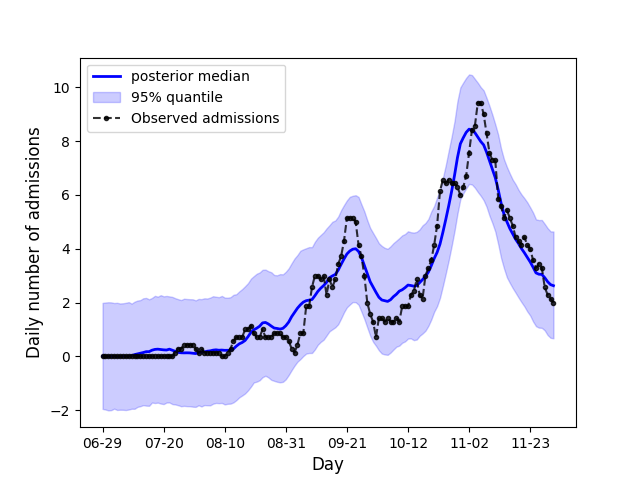 posterior median
95% quantile
Observed admissions
Daily number of admissions
10
8
6
4
2
0
−2
06-29 07-20 08-10 08-31 09-21 10-12 11-02 11-23
Day